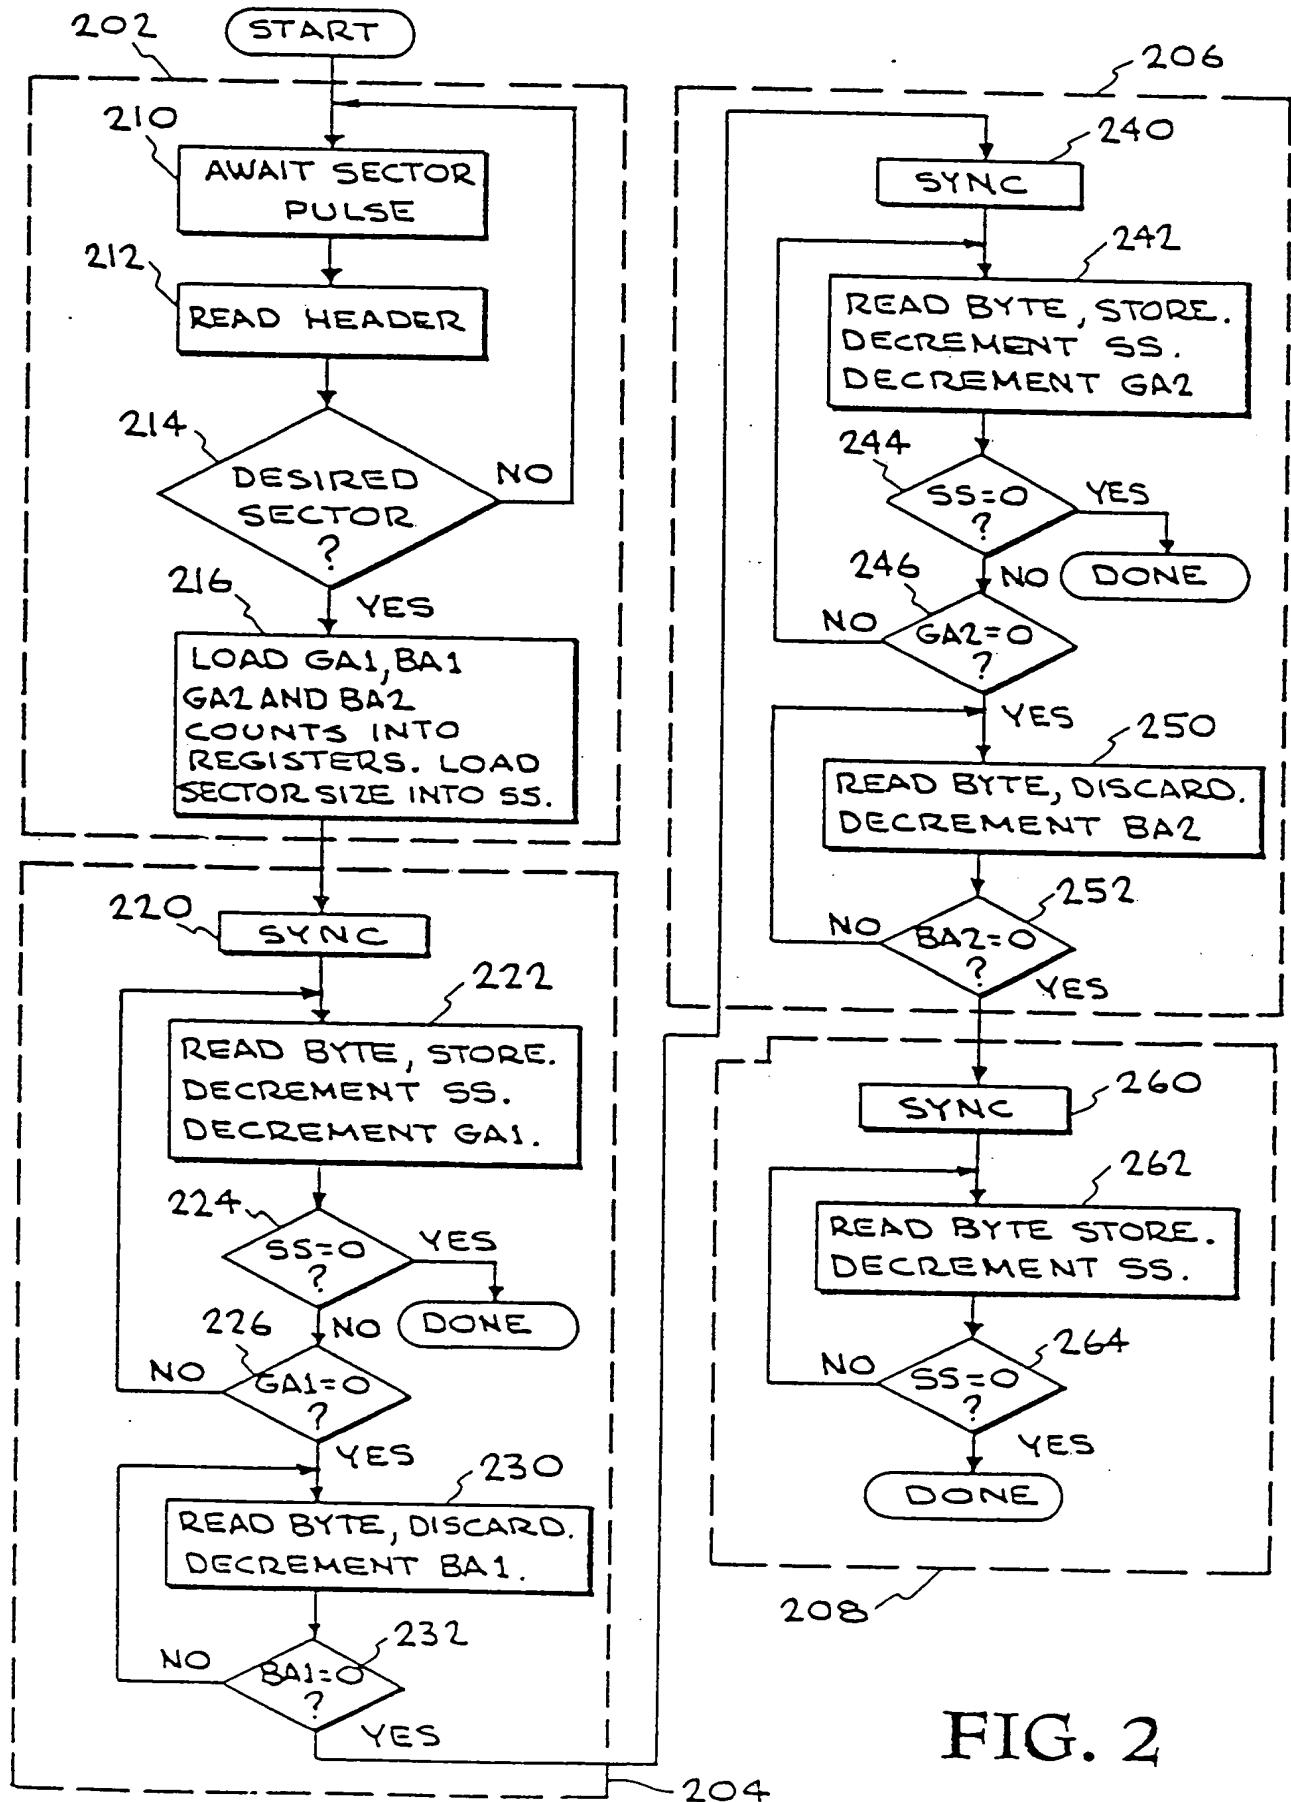 START
202
210
AWAIT SECTOR
PULSE
212
READ HEADER
214
DESIRED
SECTOR
?
NO
216
YES
LOAD GA1, BA1
GA2 AND BA2
COUNTS INTO
REGISTERS. LOAD
SECTOR SIZE INTO SS.
220
SYNC
222
READ BYTE, STORE.
DECREMENT SS.
DECREMENT GA1.
224
SS=0
?
YES
DONE
NO
226
GA1=0
?
NO
YES
230
READ BYTE, DISCARD.
DECREMENT BA1.
232
BA1=0
?
NO
YES
204
206
240
SYNC
242
READ BYTE, STORE.
DECREMENT SS.
DECREMENT GA2
244
SS=0
?
YES
DONE
NO
246
GA2=0
?
NO
YES
250
READ BYTE, DISCARD.
DECREMENT BA2
252
BA2=0
?
NO
YES
260
SYNC
262
READ BYTE STORE.
DECREMENT SS.
264
SS=0
?
NO
YES
DONE
208
FIG. 2